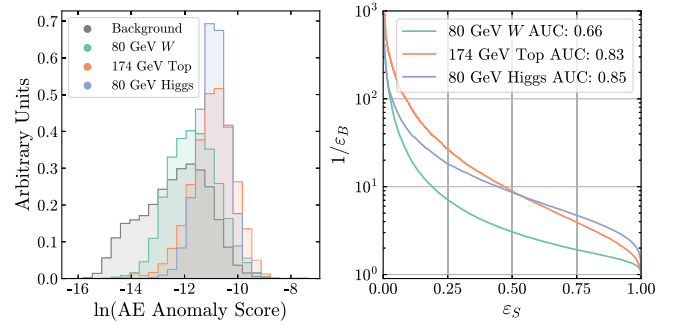 Background
80 GeV W
174 GeV Top
80 GeV Higgs
Arbitrary Units
0.7
0.6
0.5
0.4
0.3
0.2
0.1
0.0
-16
-14
-12
-10
-8
ln(AE Anomaly Score)
80 GeV W AUC: 0.66
174 GeV Top AUC: 0.83
80 GeV Higgs AUC: 0.85
1/ε_B
10³
10²
10¹
10⁰
0.00
0.25
0.50
0.75
1.00
ε_S